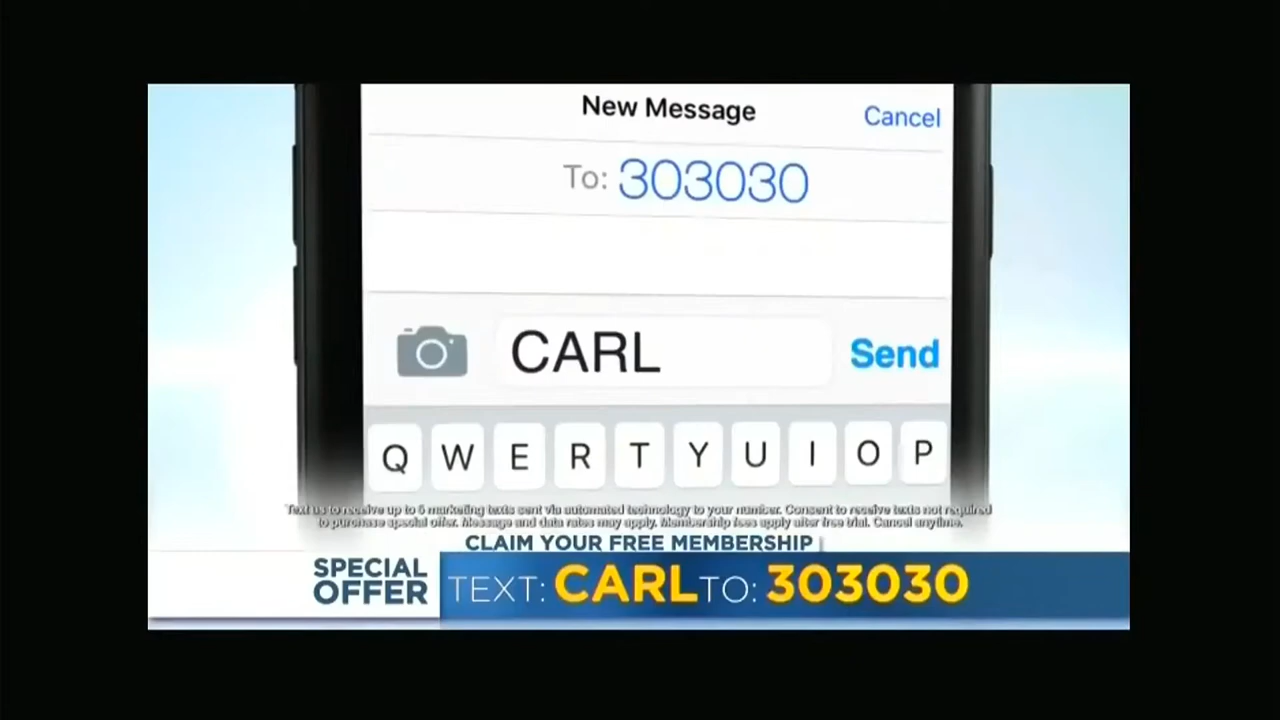 New Message
Cancel
To: 303030
CARL
Send
Q W E R T Y U I O P
Text us to receive up to 6 marketing texts sent via automated technology to your number. Consent to receive texts not required
to purchase special offer. Message and data rates may apply. Membership fees apply after free trial. Cancel anytime.
CLAIM YOUR FREE MEMBERSHIP
SPECIAL
OFFER
TEXT: CARL TO: 303030